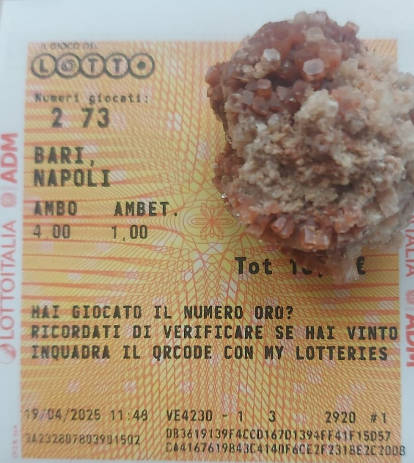 IL GIOCO DEL
LOTTO
Numeri giocati:
2 73
BARI,
NAPOLI
AMBO AMBET.
4,00 1,00
Tot €
HAI GIOCATO IL NUMERO ORO?
RICORDATI DI VERIFICARE SE HAI VINTO
INQUADRA IL QRCODE CON MY LOTTERIES
19/04/2025 11:48 VE4230 - 1 3 2920 #1
LOTTOITALIA ADM
ADM